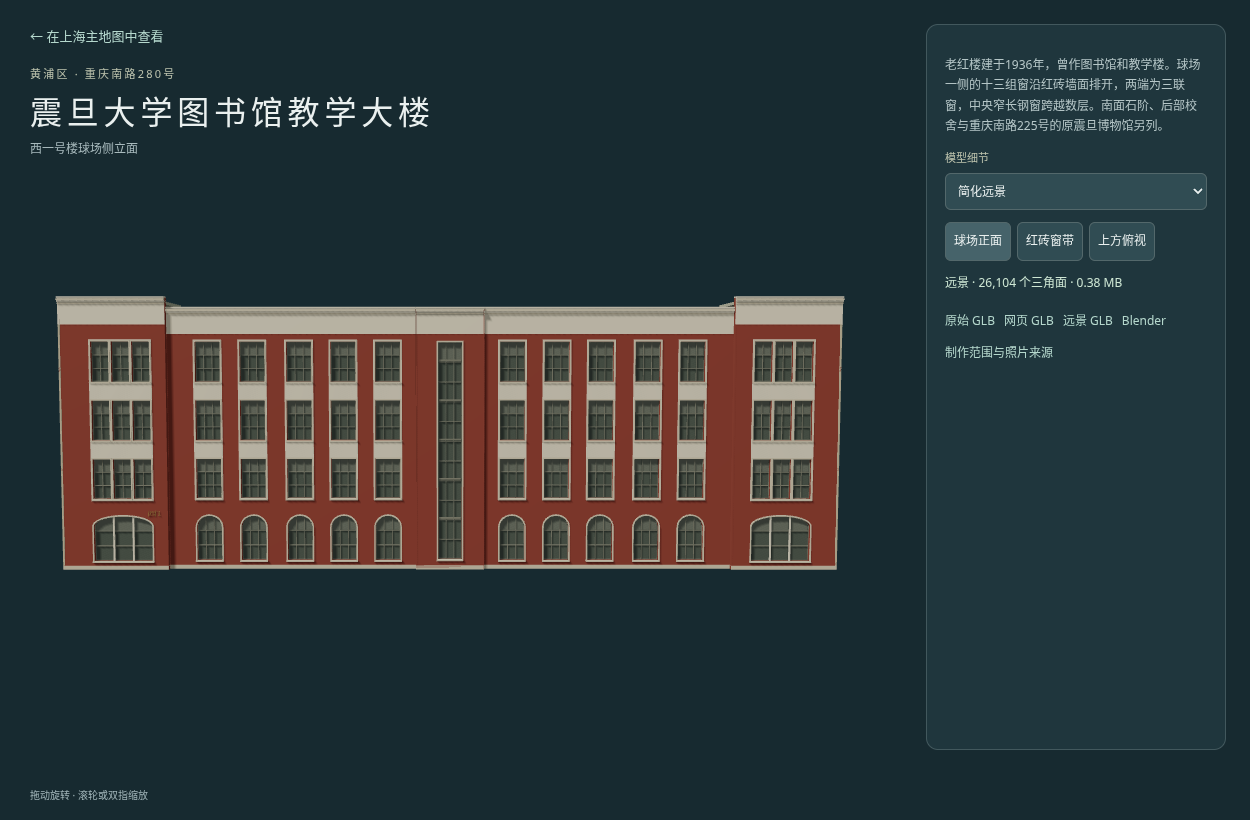 ← 在上海主地图中查看
黄浦区 · 重庆南路280号
震旦大学图书馆教学大楼
西一号楼球场侧立面
老红楼建于1936年，曾作图书馆和教学楼。球场
一侧的十三组窗沿红砖墙面排开，两端为三联
窗，中央窄长钢窗跨越数层。南面石阶、后部校
舍与重庆南路225号的原震旦博物馆另列。
模型细节
简化远景
球场正面 红砖窗带 上方俯视
远景 · 26,104 个三角面 · 0.38 MB
原始 GLB 网页 GLB 远景 GLB Blender
制作范围与照片来源
拖动旋转 · 滚轮或双指缩放